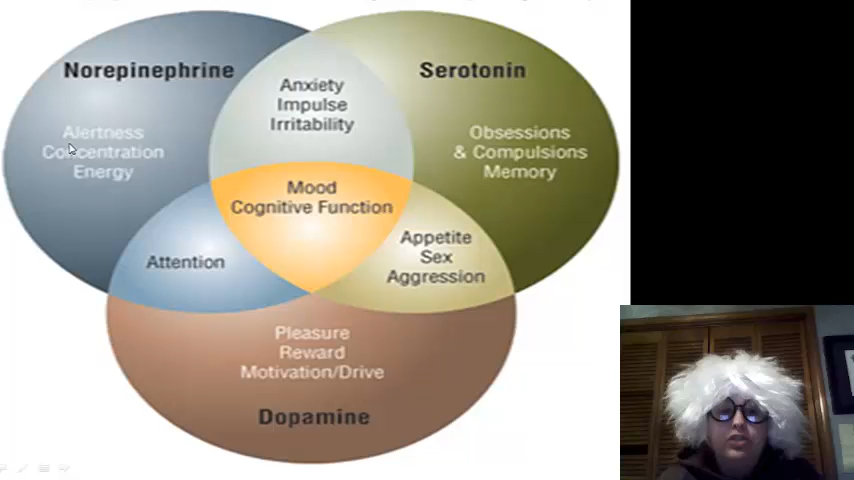 Norepinephrine
Serotonin
Anxiety
Impulse
Irritability
Alertness
Concentration
Energy
Obsessions
& Compulsions
Memory
Mood
Cognitive Function
Attention
Appetite
Sex
Aggression
Pleasure
Reward
Motivation/Drive
Dopamine